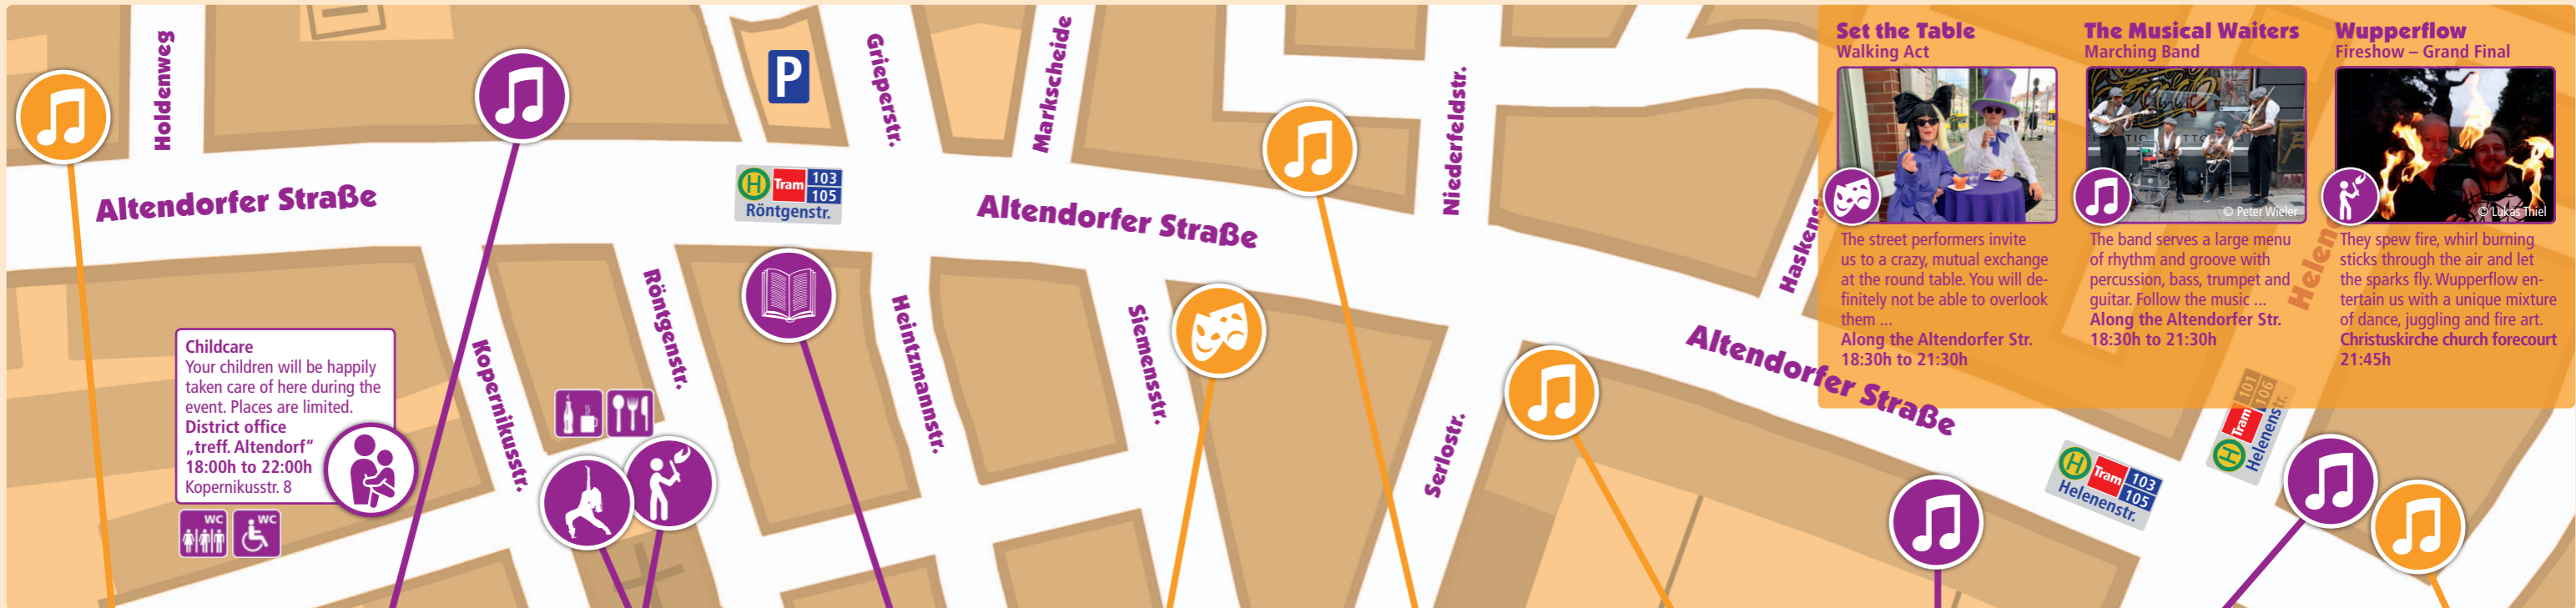 Holdenweg
Altendorfer Straße
Childcare
Your children will be happily
taken care of here during the
event. Places are limited.
District office
„treff. Altendorf“
18:00h to 22:00h
Kopernikusstr. 8
WC
WC
Kopernikusstr.
Röntgenstr.
P
H Tram 103
105
Röntgenstr.
Grieperstr.
Markscheide
Heintzmannstr.
Altendorfer Straße
Siemensstr.
Niederfeldstr.
Serlostr.
Altendorfer Straße
H Tram 103
105
Helenenstr.
H Tram 101
106
Helenenstr.
Set the Table
Walking Act
The street performers invite
us to a crazy, mutual exchange
at the round table. You will de-
finitely not be able to overlook
them ...
Along the Altendorfer Str.
18:30h to 21:30h
The Musical Waiters
Marching Band
© Peter Wieler
The band serves a large menu
of rhythm and groove with
percussion, bass, trumpet and
guitar. Follow the music ...
Along the Altendorfer Str.
18:30h to 21:30h
Wupperflow
Fireshow – Grand Final
© Lukas Thiel
They spew fire, whirl burning
sticks through the air and let
the sparks fly. Wupperflow en-
tertain us with a unique mixture
of dance, juggling and fire art.
Christuskirche church forecourt
21:45h